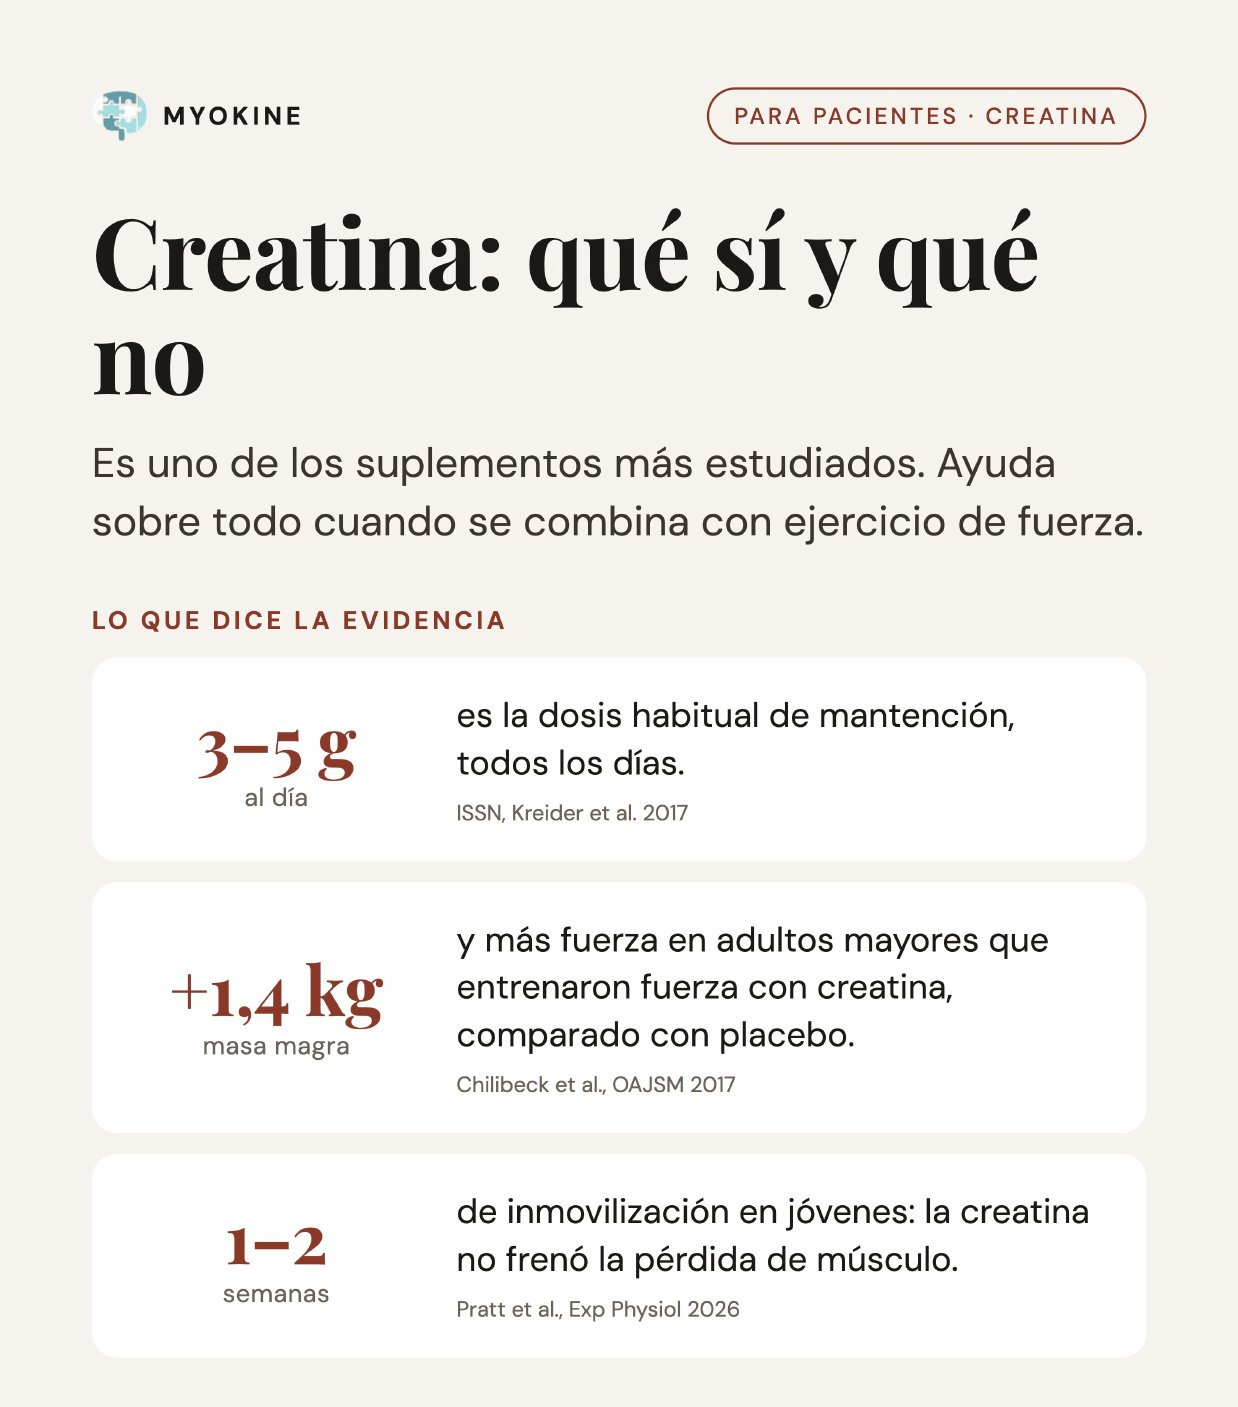 MYOKINE
PARA PACIENTES · CREATINA
Creatina: qué sí y qué
no
Es uno de los suplementos más estudiados. Ayuda
sobre todo cuando se combina con ejercicio de fuerza.
LO QUE DICE LA EVIDENCIA
3–5 g
al día
es la dosis habitual de mantención,
todos los días.
ISSN, Kreider et al. 2017
+1,4 kg
masa magra
y más fuerza en adultos mayores que
entrenaron fuerza con creatina,
comparado con placebo.
Chilibeck et al., OAJSM 2017
1–2
semanas
de inmovilización en jóvenes: la creatina
no frenó la pérdida de músculo.
Pratt et al., Exp Physiol 2026